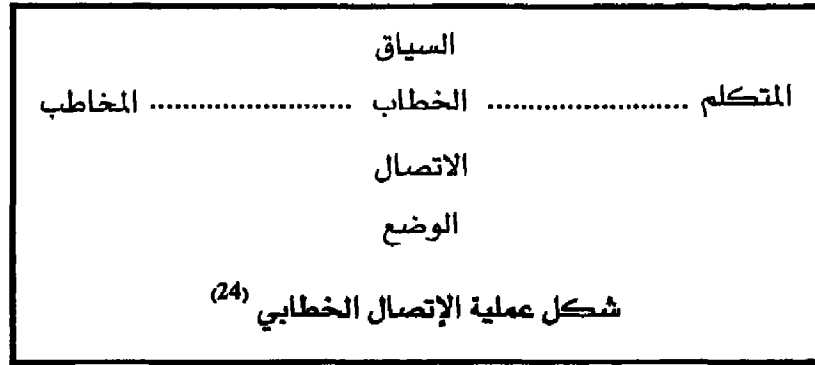 السياق
المتكلم ........................ الخطاب ........................ المخاطب
الاتصال
الوضع
شكل عملية الإتصال الخطابي (24)